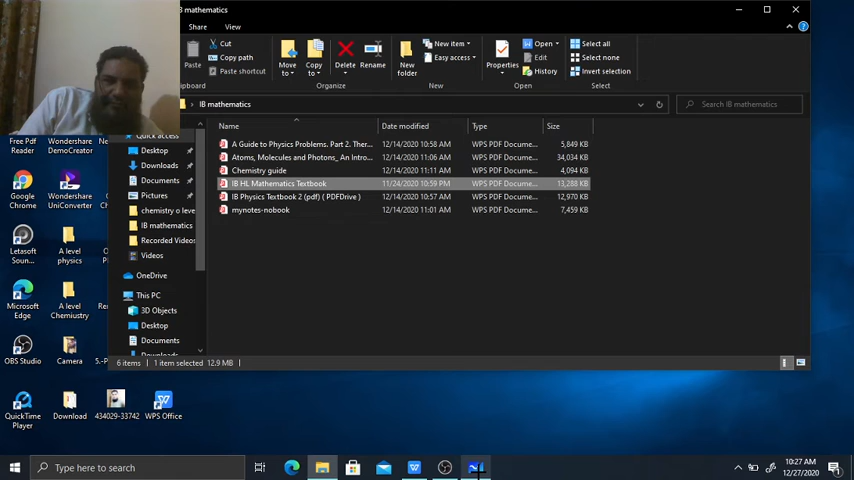 IB mathematics
Share View
Cut
Copy path
Paste shortcut
Paste
Clipboard
Move to
Copy to
Delete
Rename
Organize
New folder
New item
Easy access
New
Properties
Open
Edit
History
Open
Select all
Select none
Invert selection
Select
IB mathematics
Search IB mathematics
Name Date modified Type Size
A Guide to Physics Problems. Part 2. Ther... 12/14/2020 10:58 AM WPS PDF Docume... 5,849 KB
Atoms, Molecules and Photons_ An Intro... 12/14/2020 11:06 AM WPS PDF Docume... 34,034 KB
Chemistry guide 12/14/2020 11:11 AM WPS PDF Docume... 4,094 KB
IB HL Mathematics Textbook 11/24/2020 10:59 PM WPS PDF Docume... 13,288 KB
IB Physics Textbook 2 (pdf) ( PDFDrive ) 12/14/2020 10:57 AM WPS PDF Docume... 12,970 KB
mynotes-nobook 12/14/2020 11:01 AM WPS PDF Docume... 7,459 KB
Quick access
Desktop
Downloads
Documents
Pictures
chemistry o leve
IB mathematics
Recorded Videos
Videos
OneDrive
This PC
3D Objects
Desktop
Documents
6 items 1 item selected 12.9 MB
Free Pdf Reader
Wondershare DemoCreator
Google Chrome
Wondershare UniConverter
Letasoft Soun...
A level physics
Microsoft Edge
A level Chemiustry
OBS Studio
Camera
QuickTime Player
Download
434029-33742
WPS Office
Type here to search
10:27 AM
12/27/2020